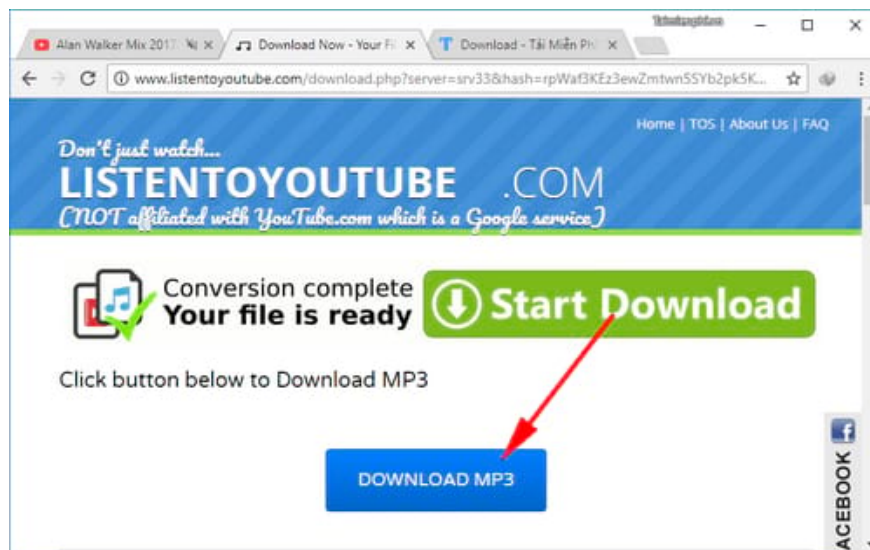 Alan Walker Mix 2017
Download Now - Your Fi
Download - Tải Miễn Ph
www.listentoyoutube.com/download.php?server=srv33&hash=rpWaf3KEz3ewZmtwn5SYb2pk5K...
Home | TOS | About Us | FAQ
Don't just watch...
LISTENTOYOUTUBE .COM
(NOT affiliated with YouTube.com which is a Google service)
Conversion complete
Your file is ready
Start Download
Click button below to Download MP3
DOWNLOAD MP3
ACEBOOK